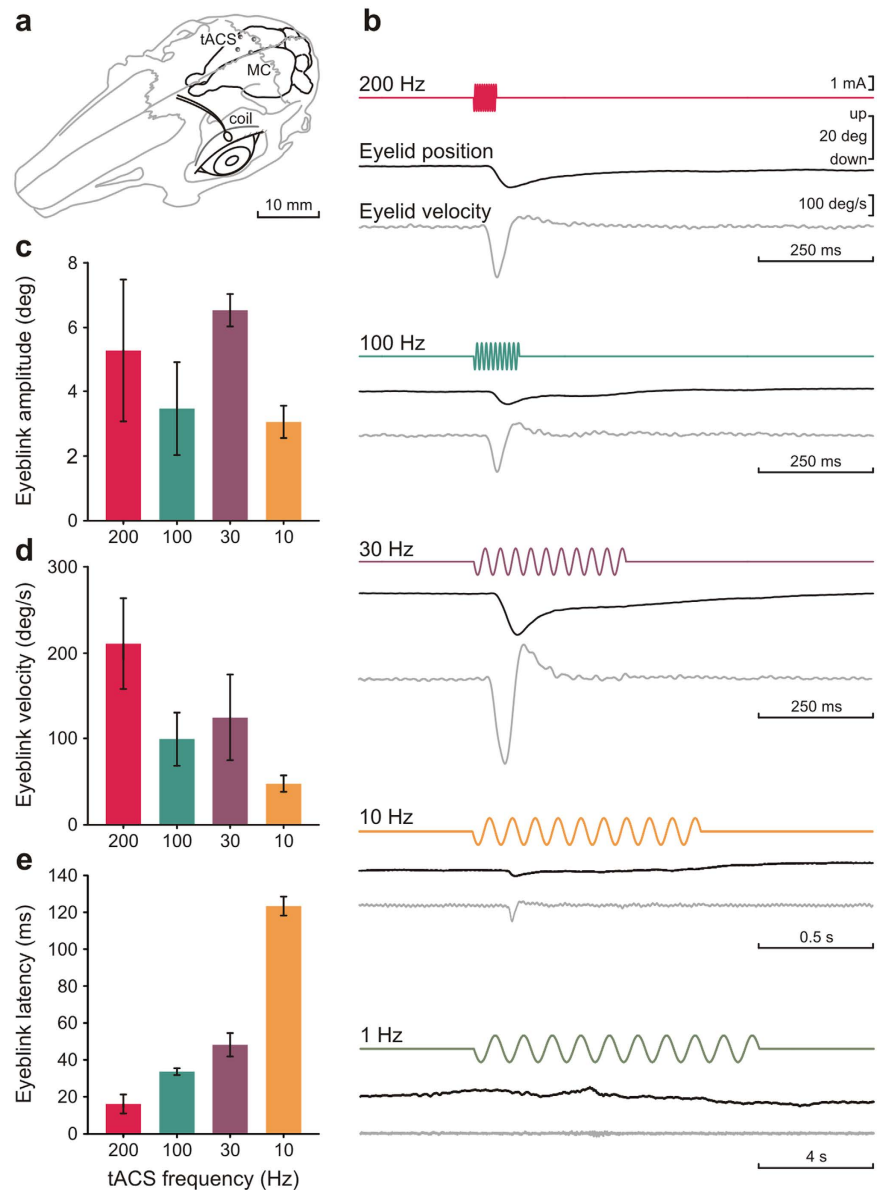 a
tACS
MC
coil
10 mm
b
200 Hz
1 mA
up
20 deg
down
Eyelid position
Eyelid velocity
100 deg/s
250 ms
100 Hz
250 ms
30 Hz
250 ms
10 Hz
0.5 s
1 Hz
4 s
c
Eyeblink amplitude (deg)
8
6
4
2
0
200 100 30 10
d
Eyeblink velocity (deg/s)
300
200
100
0
200 100 30 10
e
Eyeblink latency (ms)
140
120
100
80
60
40
20
0
200 100 30 10
tACS frequency (Hz)